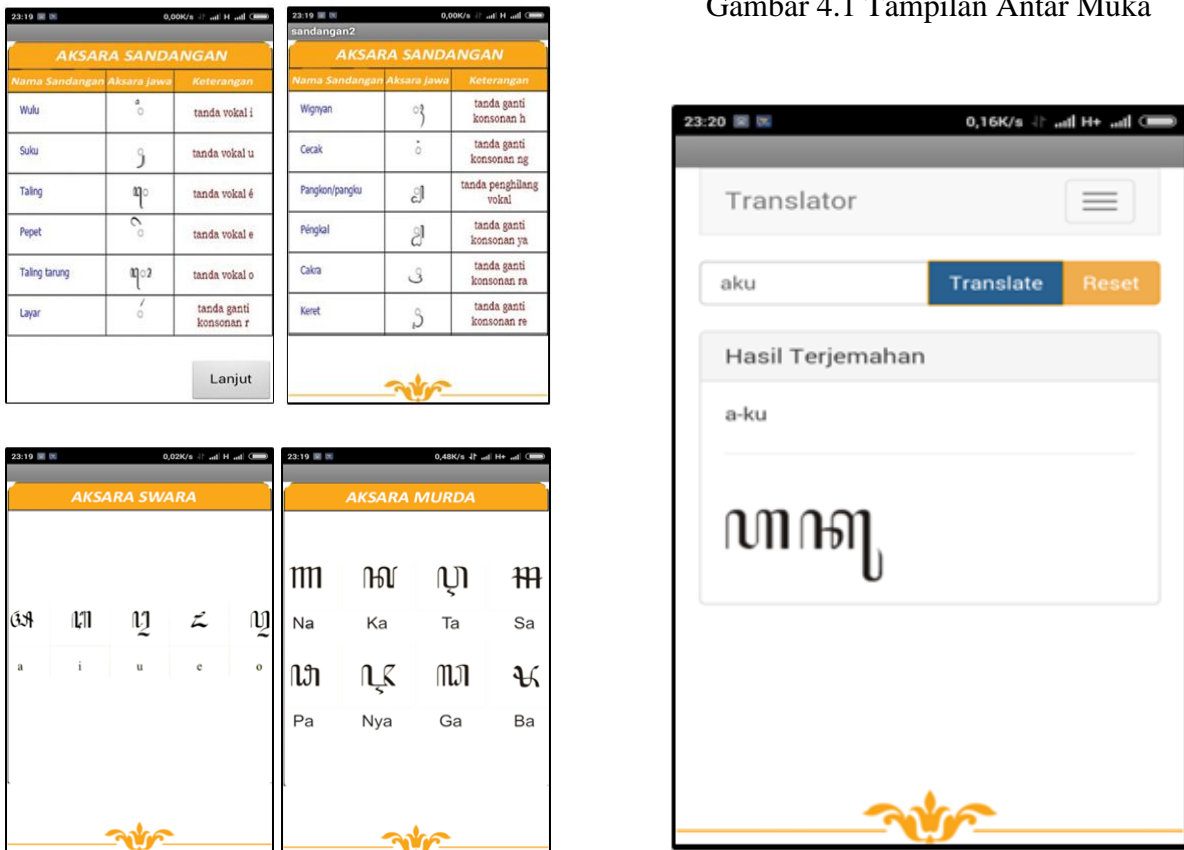 Gambar 4.1 Tampilan Antar Muka
23:19 0,00K/s H
AKSARA SANDANGAN
Nama Sandangan Aksara jawa Keterangan
Wulu tanda vokal i
Suku tanda vokal u
Taling tanda vokal é
Pepet tanda vokal e
Taling tarung tanda vokal o
Layar tanda ganti
konsonan r
Lanjut
23:19 0,00K/s H
sandangan2
AKSARA SANDANGAN
Nama Sandangan Aksara jawa Keterangan
Wignyan tanda ganti
konsonan h
Cecak tanda ganti
konsonan ng
Pangkon/pangku tanda penghilang
vokal
Péngkal tanda ganti
konsonan ya
Cakra tanda ganti
konsonan ra
Keret tanda ganti
konsonan re
23:19 0,02K/s H
AKSARA SWARA
a i u e o
23:19 0,48K/s H+
AKSARA MURDA
Na Ka Ta Sa
Pa Nya Ga Ba
23:20 0,16K/s H+
Translator
aku Translate Reset
Hasil Terjemahan
a-ku
ꦲꦏꦸ